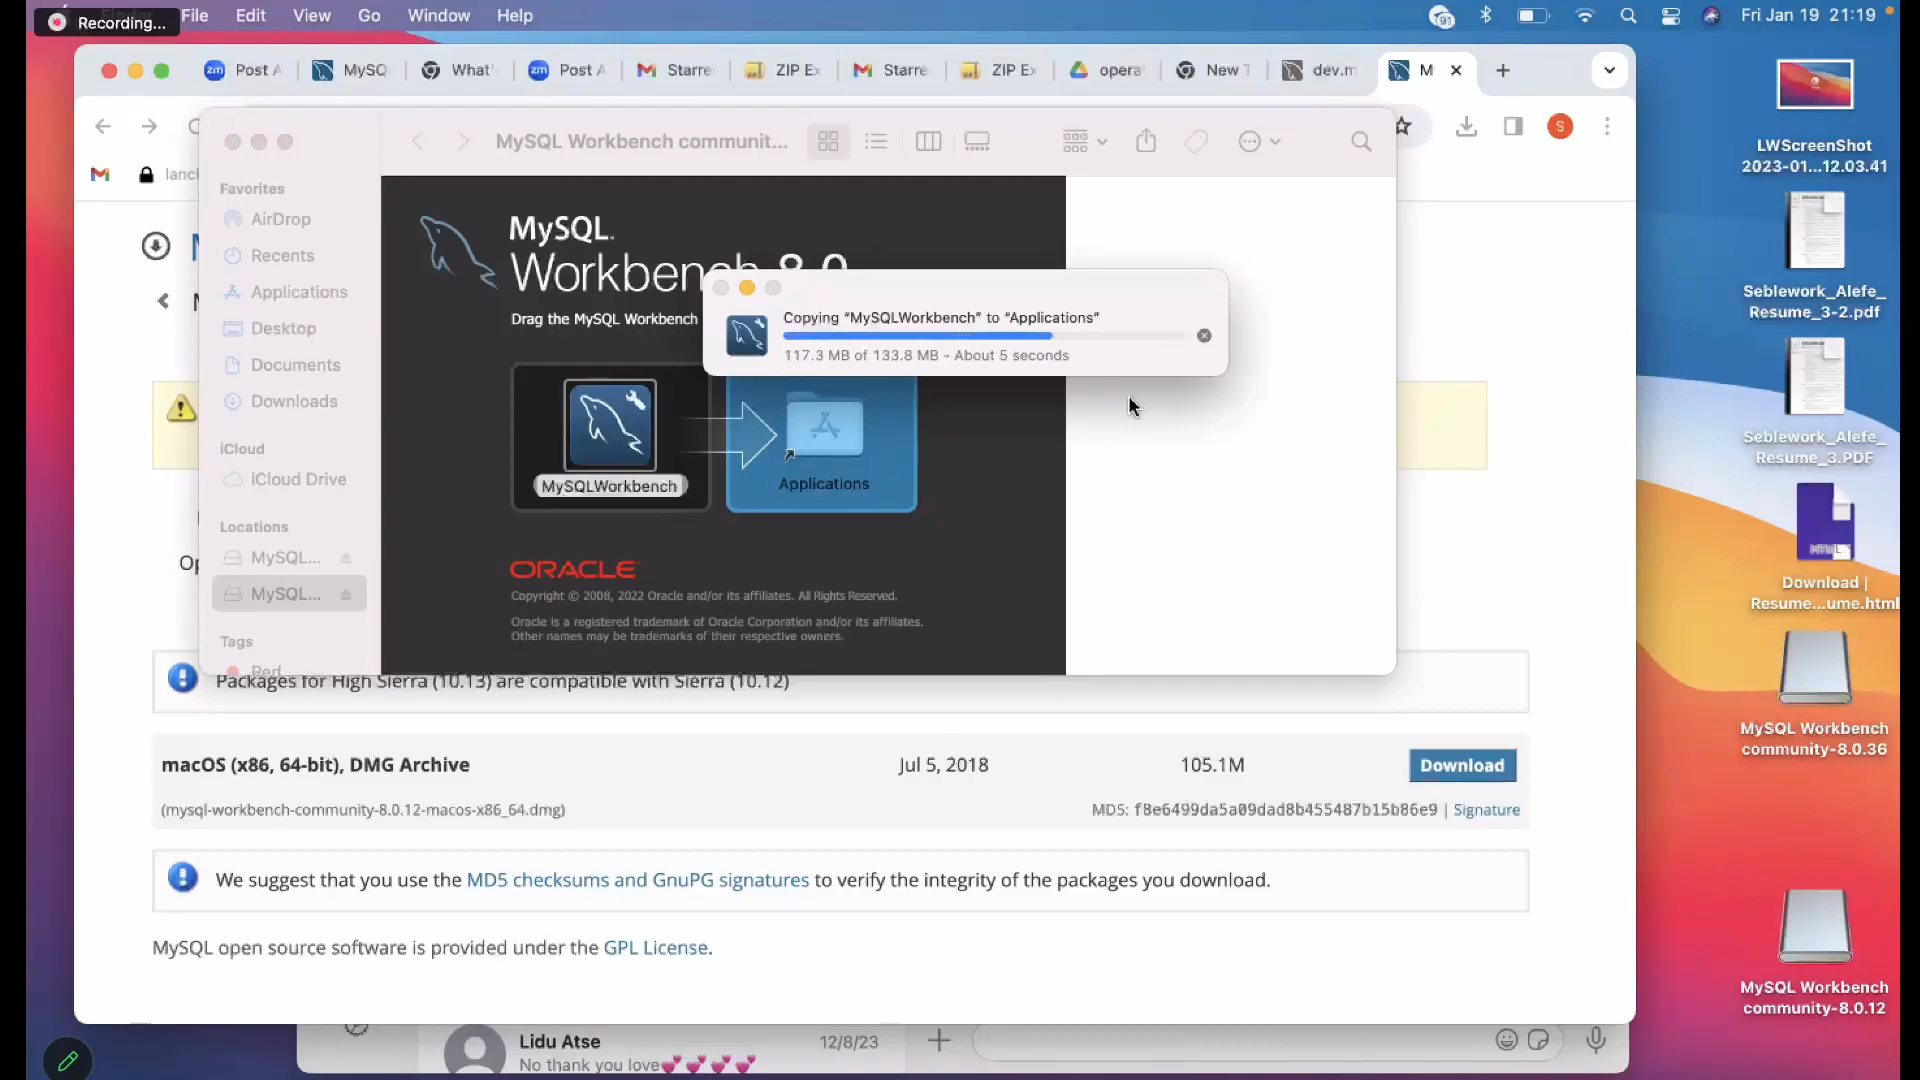 Recording...
File Edit View Go Window Help
91
Fri Jan 19 21:19
zm Post A
MySQ
What'
zm Post A
Starre
ZIP Ex
Starre
ZIP Ex
opera
New T
dev.m
M
S
MySQL Workbench communit...
lanch
Favorites
AirDrop
Recents
Applications
Desktop
Documents
Downloads
iCloud
iCloud Drive
Locations
MySQL...
MySQL...
Tags
Red
MySQL.
Workbench 8.0
Drag the MySQL Workbench
Copying “MySQLWorkbench” to “Applications”
117.3 MB of 133.8 MB - About 5 seconds
MySQLWorkbench
Applications
ORACLE
Copyright © 2008, 2022 Oracle and/or its affiliates. All Rights Reserved.
Oracle is a registered trademark of Oracle Corporation and/or its affiliates.
Other names may be trademarks of their respective owners.
Op
Packages for High Sierra (10.13) are compatible with Sierra (10.12)
macOS (x86, 64-bit), DMG Archive Jul 5, 2018 105.1M Download
(mysql-workbench-community-8.0.12-macos-x86_64.dmg) MD5: f8e6499da5a09dad8b455487b15b86e9 | Signature
We suggest that you use the MD5 checksums and GnuPG signatures to verify the integrity of the packages you download.
MySQL open source software is provided under the GPL License.
Lidu Atse 12/8/23
No thank you love💕💕💕💕
LWScreenShot
2023-01...12.03.41
Seblework_Alefe_
Resume_3-2.pdf
Seblework_Alefe_
Resume_3.PDF
HTML
Download |
Resume...ume.html
MySQL Workbench
community-8.0.36
MySQL Workbench
community-8.0.12